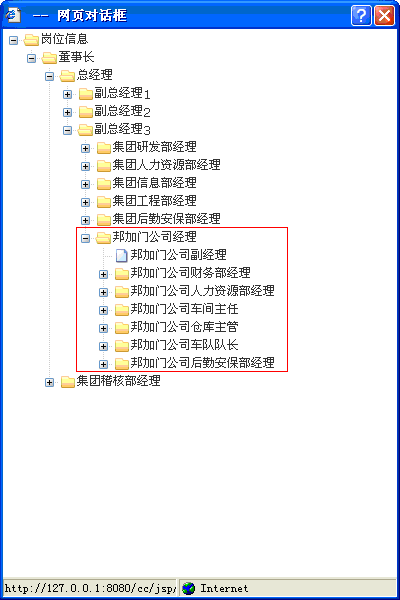 -- 网页对话框
岗位信息
董事长
总经理
副总经理1
副总经理2
副总经理3
集团研发部经理
集团人力资源部经理
集团信息部经理
集团工程部经理
集团后勤安保部经理
邦加门公司经理
邦加门公司副经理
邦加门公司财务部经理
邦加门公司人力资源部经理
邦加门公司车间主任
邦加门公司仓库主管
邦加门公司车队队长
邦加门公司后勤安保部经理
集团稽核部经理
http://127.0.0.1:8080/cc/jsp/ Internet